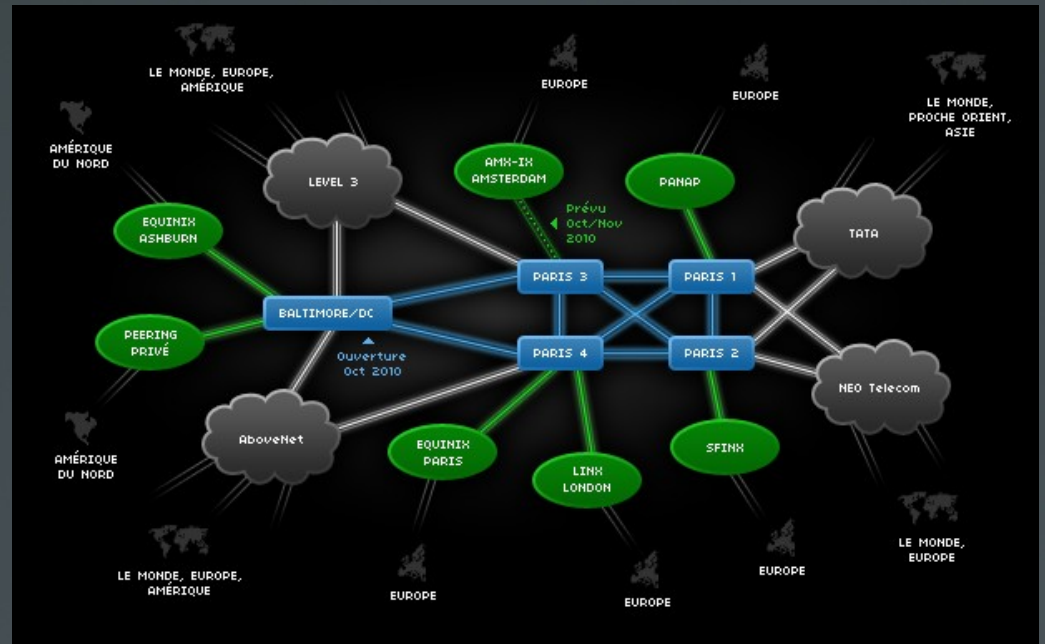 LE MONDE, EUROPE,
AMÉRIQUE
EUROPE
EUROPE
LE MONDE,
PROCHE ORIENT,
ASIE
AMÉRIQUE
DU NORD
LEVEL 3
AMX-IX
AMSTERDAM
PANAP
EQUINIX
ASHBURN
Prévu
Oct/Nov
2010
TATA
PARIS 3
PARIS 1
BALTIMORE/DC
PEERING
PRIVÉ
Ouverture
Oct 2010
PARIS 4
PARIS 2
NEO Telecom
AboveNet
EQUINIX
PARIS
LINX
LONDON
SFINX
AMÉRIQUE
DU NORD
LE MONDE,
EUROPE
LE MONDE, EUROPE,
AMÉRIQUE
EUROPE
EUROPE
EUROPE